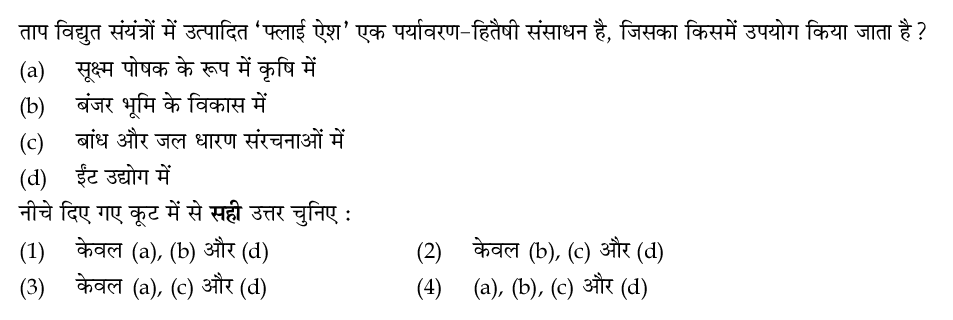 ताप विद्युत संयंत्रों में उत्पादित ‘फ्लाई ऐश’ एक पर्यावरण-हितैषी संसाधन है, जिसका किसमें उपयोग किया जाता है ?
(a) सूक्ष्म पोषक के रूप में कृषि में
(b) बंजर भूमि के विकास में
(c) बांध और जल धारण संरचनाओं में
(d) ईंट उद्योग में
नीचे दिए गए कूट में से सही उत्तर चुनिए :
(1) केवल (a), (b) और (d) (2) केवल (b), (c) और (d)
(3) केवल (a), (c) और (d) (4) (a), (b), (c) और (d)